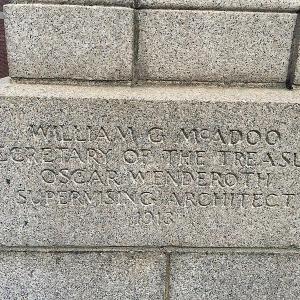 WILLIAM G MCADOO
SECRETARY OF THE TREASU
OSCAR WENDEROTH
SUPERVISING ARCHITECT
1913